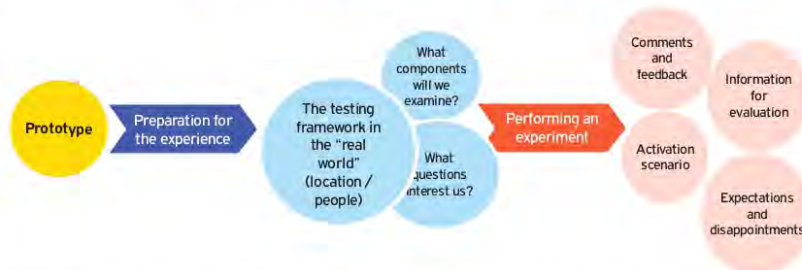 Prototype
Preparation for
the experience
The testing
framework in
the “real
world”
(location /
people)
What
components
will we
examine?
What
questions
interest us?
Performing an
experiment
Comments
and
feedback
Information
for
evaluation
Activation
scenario
Expectations
and
disappointments